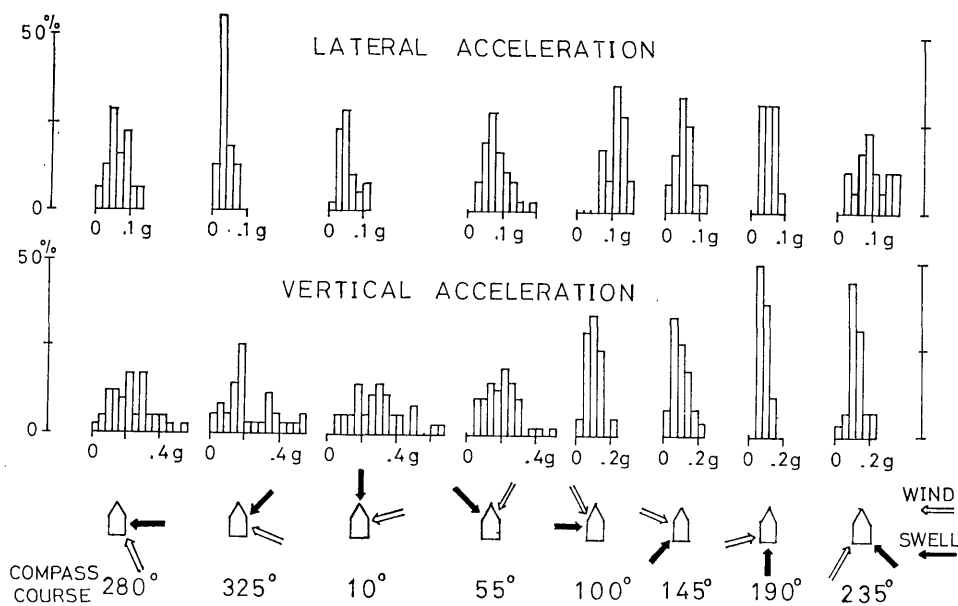 50%
LATERAL ACCELERATION
0
0 .1g 0 .1g 0 .1g 0 .1g 0 .1g 0 .1g 0 .1g 0 .1g
50%
VERTICAL ACCELERATION
0
0 .4g 0 .4g 0 .4g 0 .4g 0 .2g 0 .2g 0 .2g 0 .2g
WIND
SWELL
COMPASS COURSE 280° 325° 10° 55° 100° 145° 190° 235°